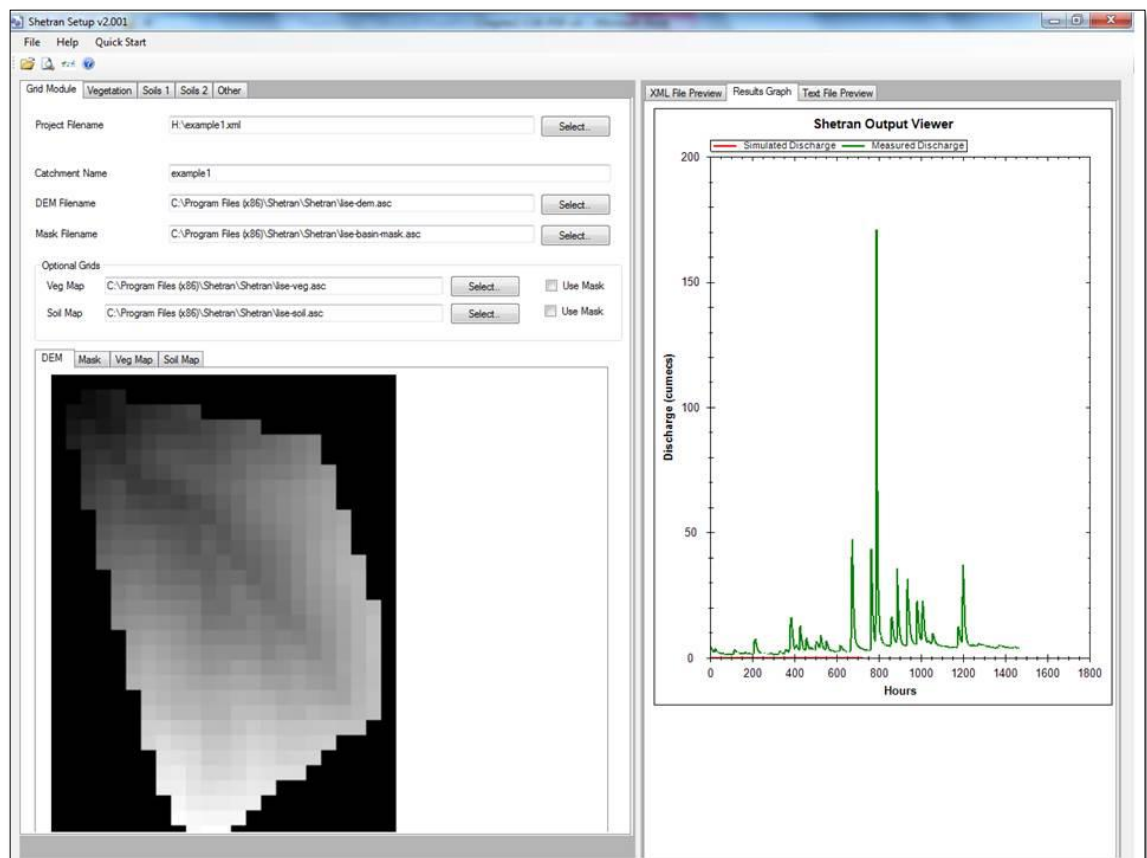 Shetran Setup v2.001
File Help Quick Start
Grid Module Vegetation Soils 1 Soils 2 Other
Project Filename H:\example1.xml Select...
Catchment Name example1
DEM Filename C:\Program Files (x86)\Shetran\Shetran\lise-dem.asc Select...
Mask Filename C:\Program Files (x86)\Shetran\Shetran\lise-basin-mask.asc Select...
Optional Grids
Veg Map C:\Program Files (x86)\Shetran\Shetran\lise-veg.asc Select... Use Mask
Soil Map C:\Program Files (x86)\Shetran\Shetran\lise-soil.asc Select... Use Mask
DEM Mask Veg Map Soil Map
XML File Preview Results Graph Text File Preview
Shetran Output Viewer
Simulated Discharge Measured Discharge
200
150
100
50
0
Discharge (cumecs)
0 200 400 600 800 1000 1200 1400 1600 1800
Hours